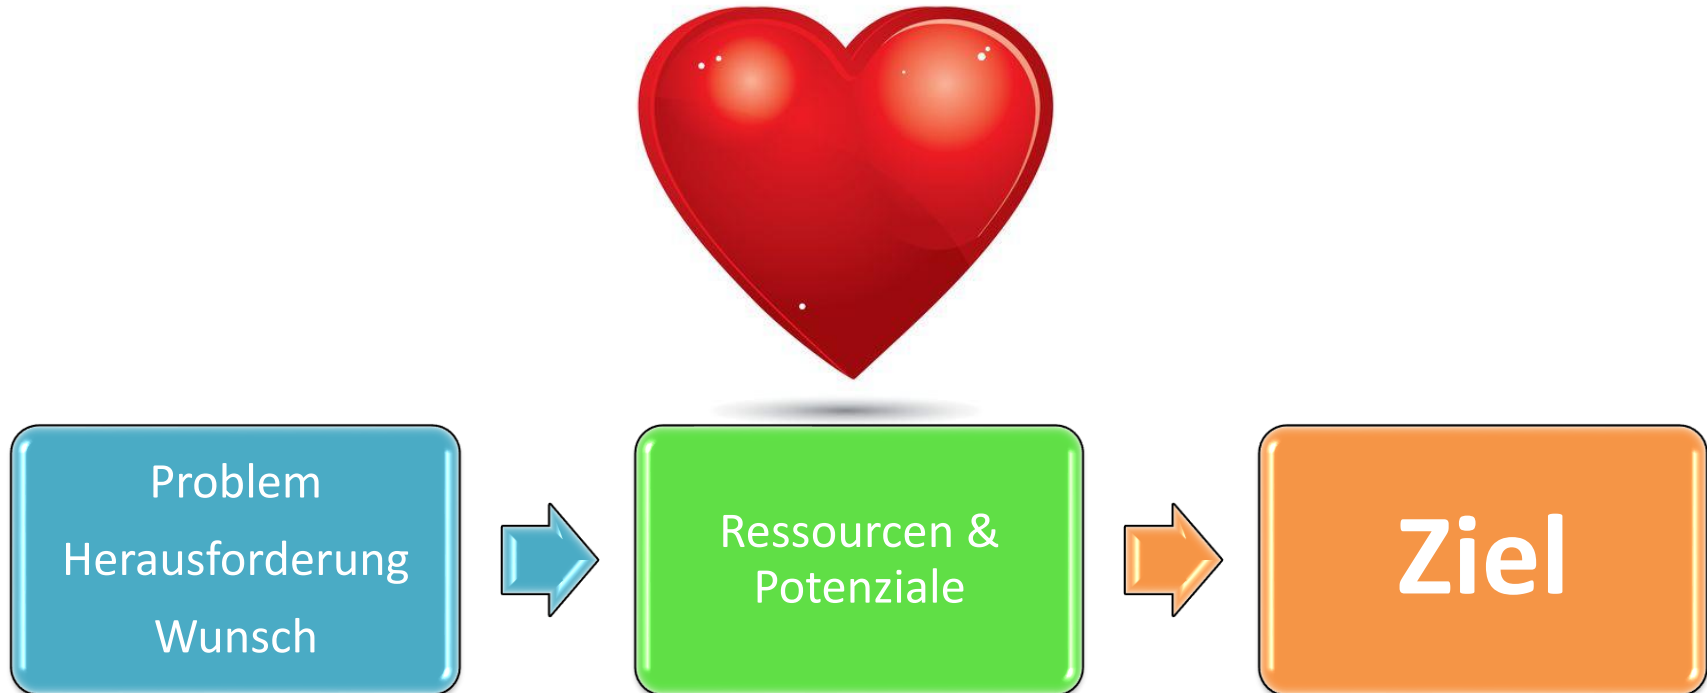 Problem
Herausforderung
Wunsch
Ressourcen &
Potenziale
Ziel